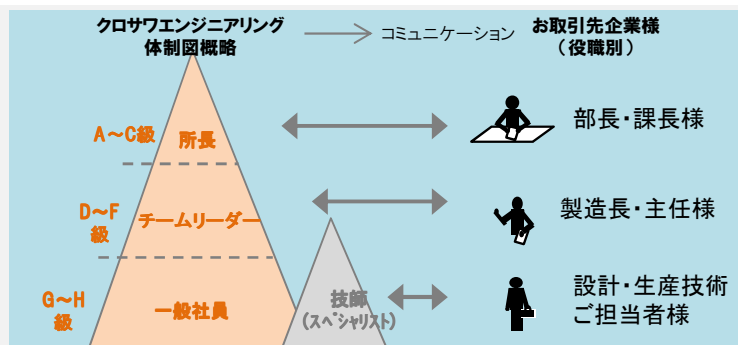 クロサワエンジニアリング
体制図概略
コミュニケーション
お取引先企業様
（役職別）
A～C級
所長
部長・課長様
D～F
級
チームリーダー
製造長・主任様
G～H
級
一般社員
技師
(スペシャリスト)
設計・生産技術
ご担当者様